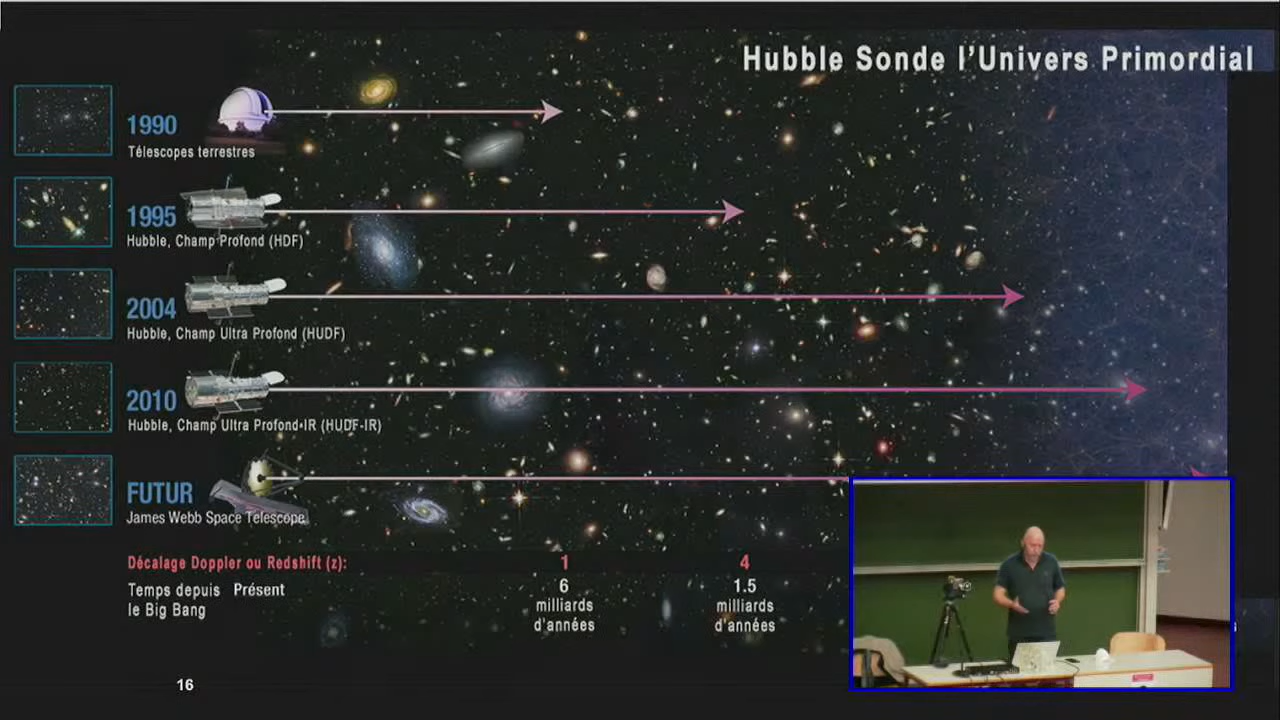 Hubble Sonde l'Univers Primordial
1990
Télescopes terrestres
1995
Hubble, Champ Profond (HDF)
2004
Hubble, Champ Ultra Profond (HUDF)
2010
Hubble, Champ Ultra Profond-IR (HUDF-IR)
FUTUR
James Webb Space Telescope
Décalage Doppler ou Redshift (z):
1
4
Temps depuis
le Big Bang
Présent
6
milliards
d'années
1.5
milliards
d'années
16